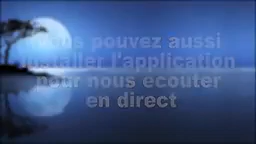 Vous pouvez aussi
installer l'application
pour nous ecouter
en direct